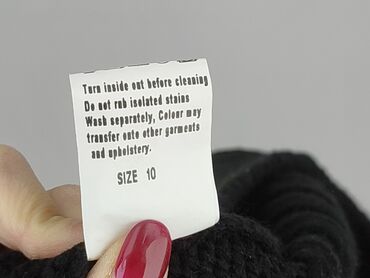 Turn inside out before cleaning
Do not rub isolated stains
Wash separately, Colour may
transfer onto other garments
and upholstery.
SIZE 10